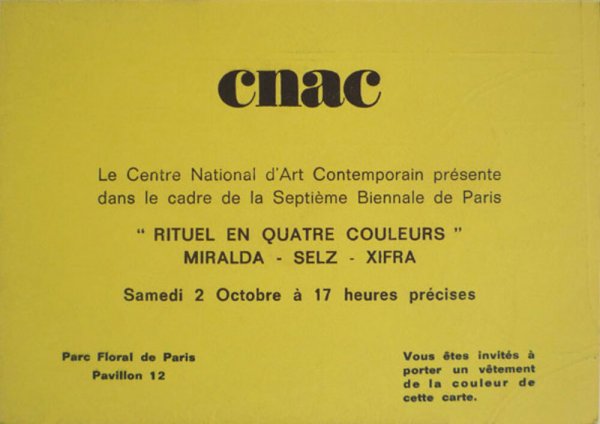 cnac
Le Centre National d'Art Contemporain présente
dans le cadre de la Septième Biennale de Paris
" RITUEL EN QUATRE COULEURS "
MIRALDA - SELZ - XIFRA
Samedi 2 Octobre à 17 heures précises
Parc Floral de Paris
Pavillon 12
Vous êtes invités à
porter un vêtement
de la couleur de
cette carte.